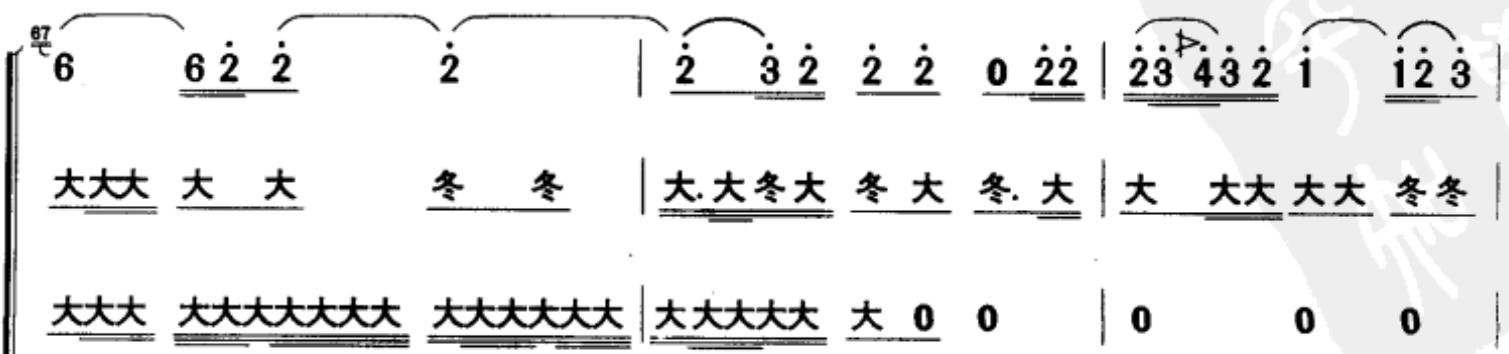 67
6 6 2̇ 2̇ 2̇ | 2̇ 3̇ 2̇ 2̇ 2̇ 0 2̇2̇ | 2̇3̇ 4̇3̇ 2̇ 1̇ 1̇2̇ 3̇ |
大大大 大 大 冬 冬 | 大.大冬大 冬 大 冬. 大 | 大 大大 大大 冬冬 |
大大大 大大大大大大大 大大大大大大 | 大大大大大 大 0 0 | 0 0 0 |